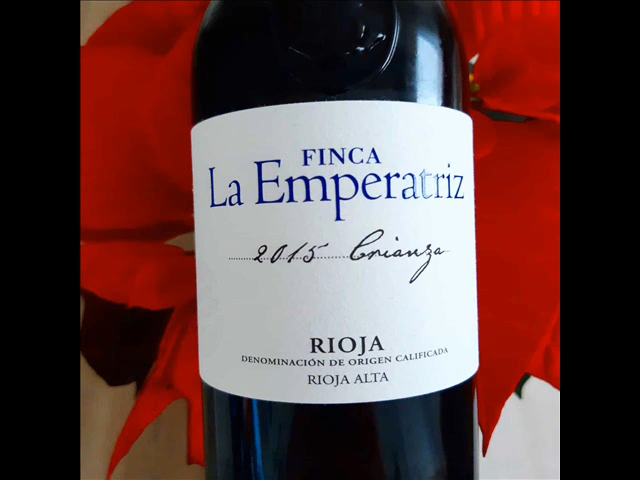 FINCA
La Emperatriz
2015 Crianza
RIOJA
DENOMINACIÓN DE ORIGEN CALIFICADA
RIOJA ALTA